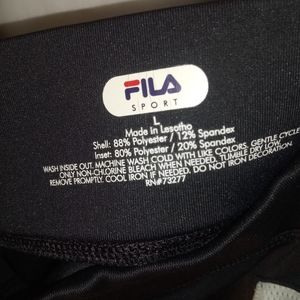 FILA
SPORT
L
Made in Lesotho
Shell: 88% Polyester / 12% Spandex
Inset: 80% Polyester / 20% Spandex
WASH INSIDE OUT. MACHINE WASH COLD WITH LIKE COLORS. GENTLE CYCLE.
ONLY NON-CHLORINE BLEACH WHEN NEEDED. TUMBLE DRY LOW.
REMOVE PROMPTLY. COOL IRON IF NEEDED. DO NOT IRON DECORATION.
RN#73277